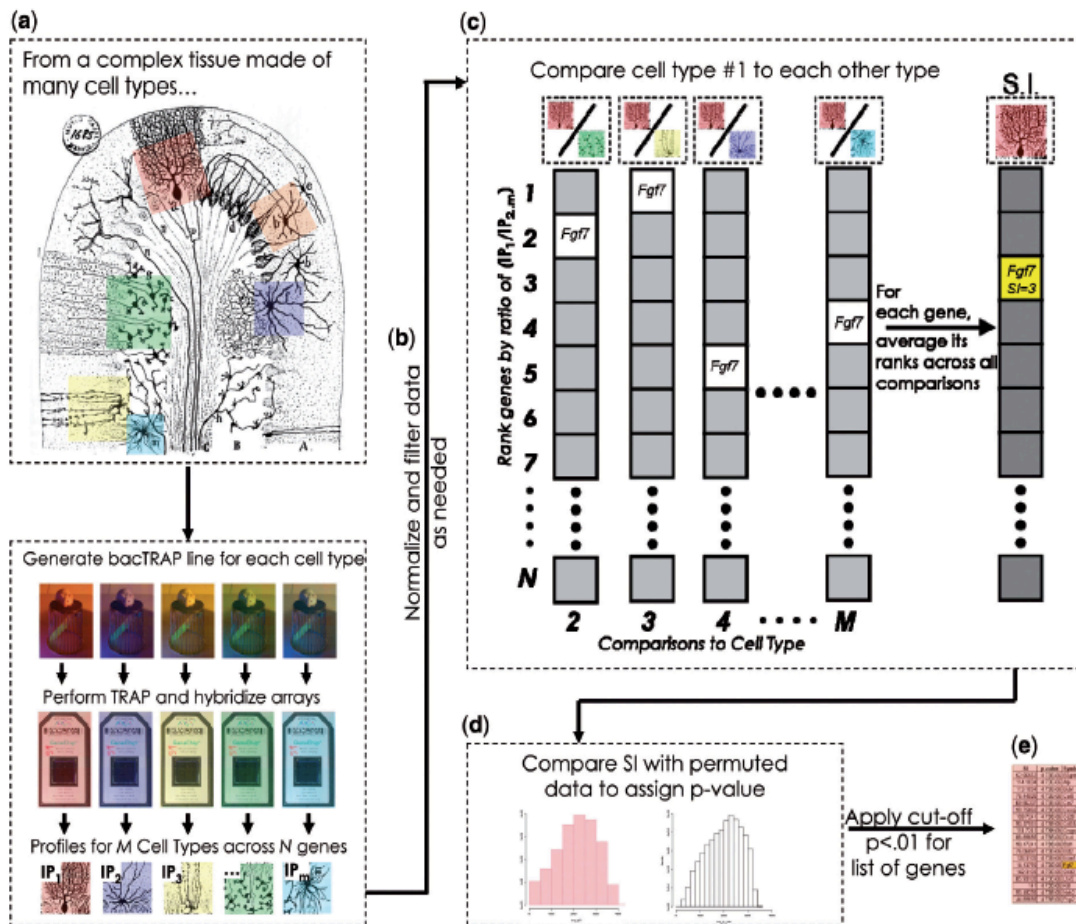 (a)
From a complex tissue made of
many cell types...
Generate bacTRAP line for each cell type
Perform TRAP and hybridize arrays
Profiles for M Cell Types across N genes
IP1
IP2
IP3
...
IPm
(b)
Normalize and filter data
as needed
(c)
Compare cell type #1 to each other type
S.I.
Rank genes by ratio of (IP1/IP2.m)
1
2
3
4
5
6
7
N
Fgf7
Fgf7
Fgf7
Fgf7
Fgf7
SI=3
For
each gene,
average its
ranks across all
comparisons
2 3 4 M
Comparisons to Cell Type
(d)
Compare SI with permuted
data to assign p-value
Apply cut-off
p<.01 for
list of genes
(e)
SI p-value